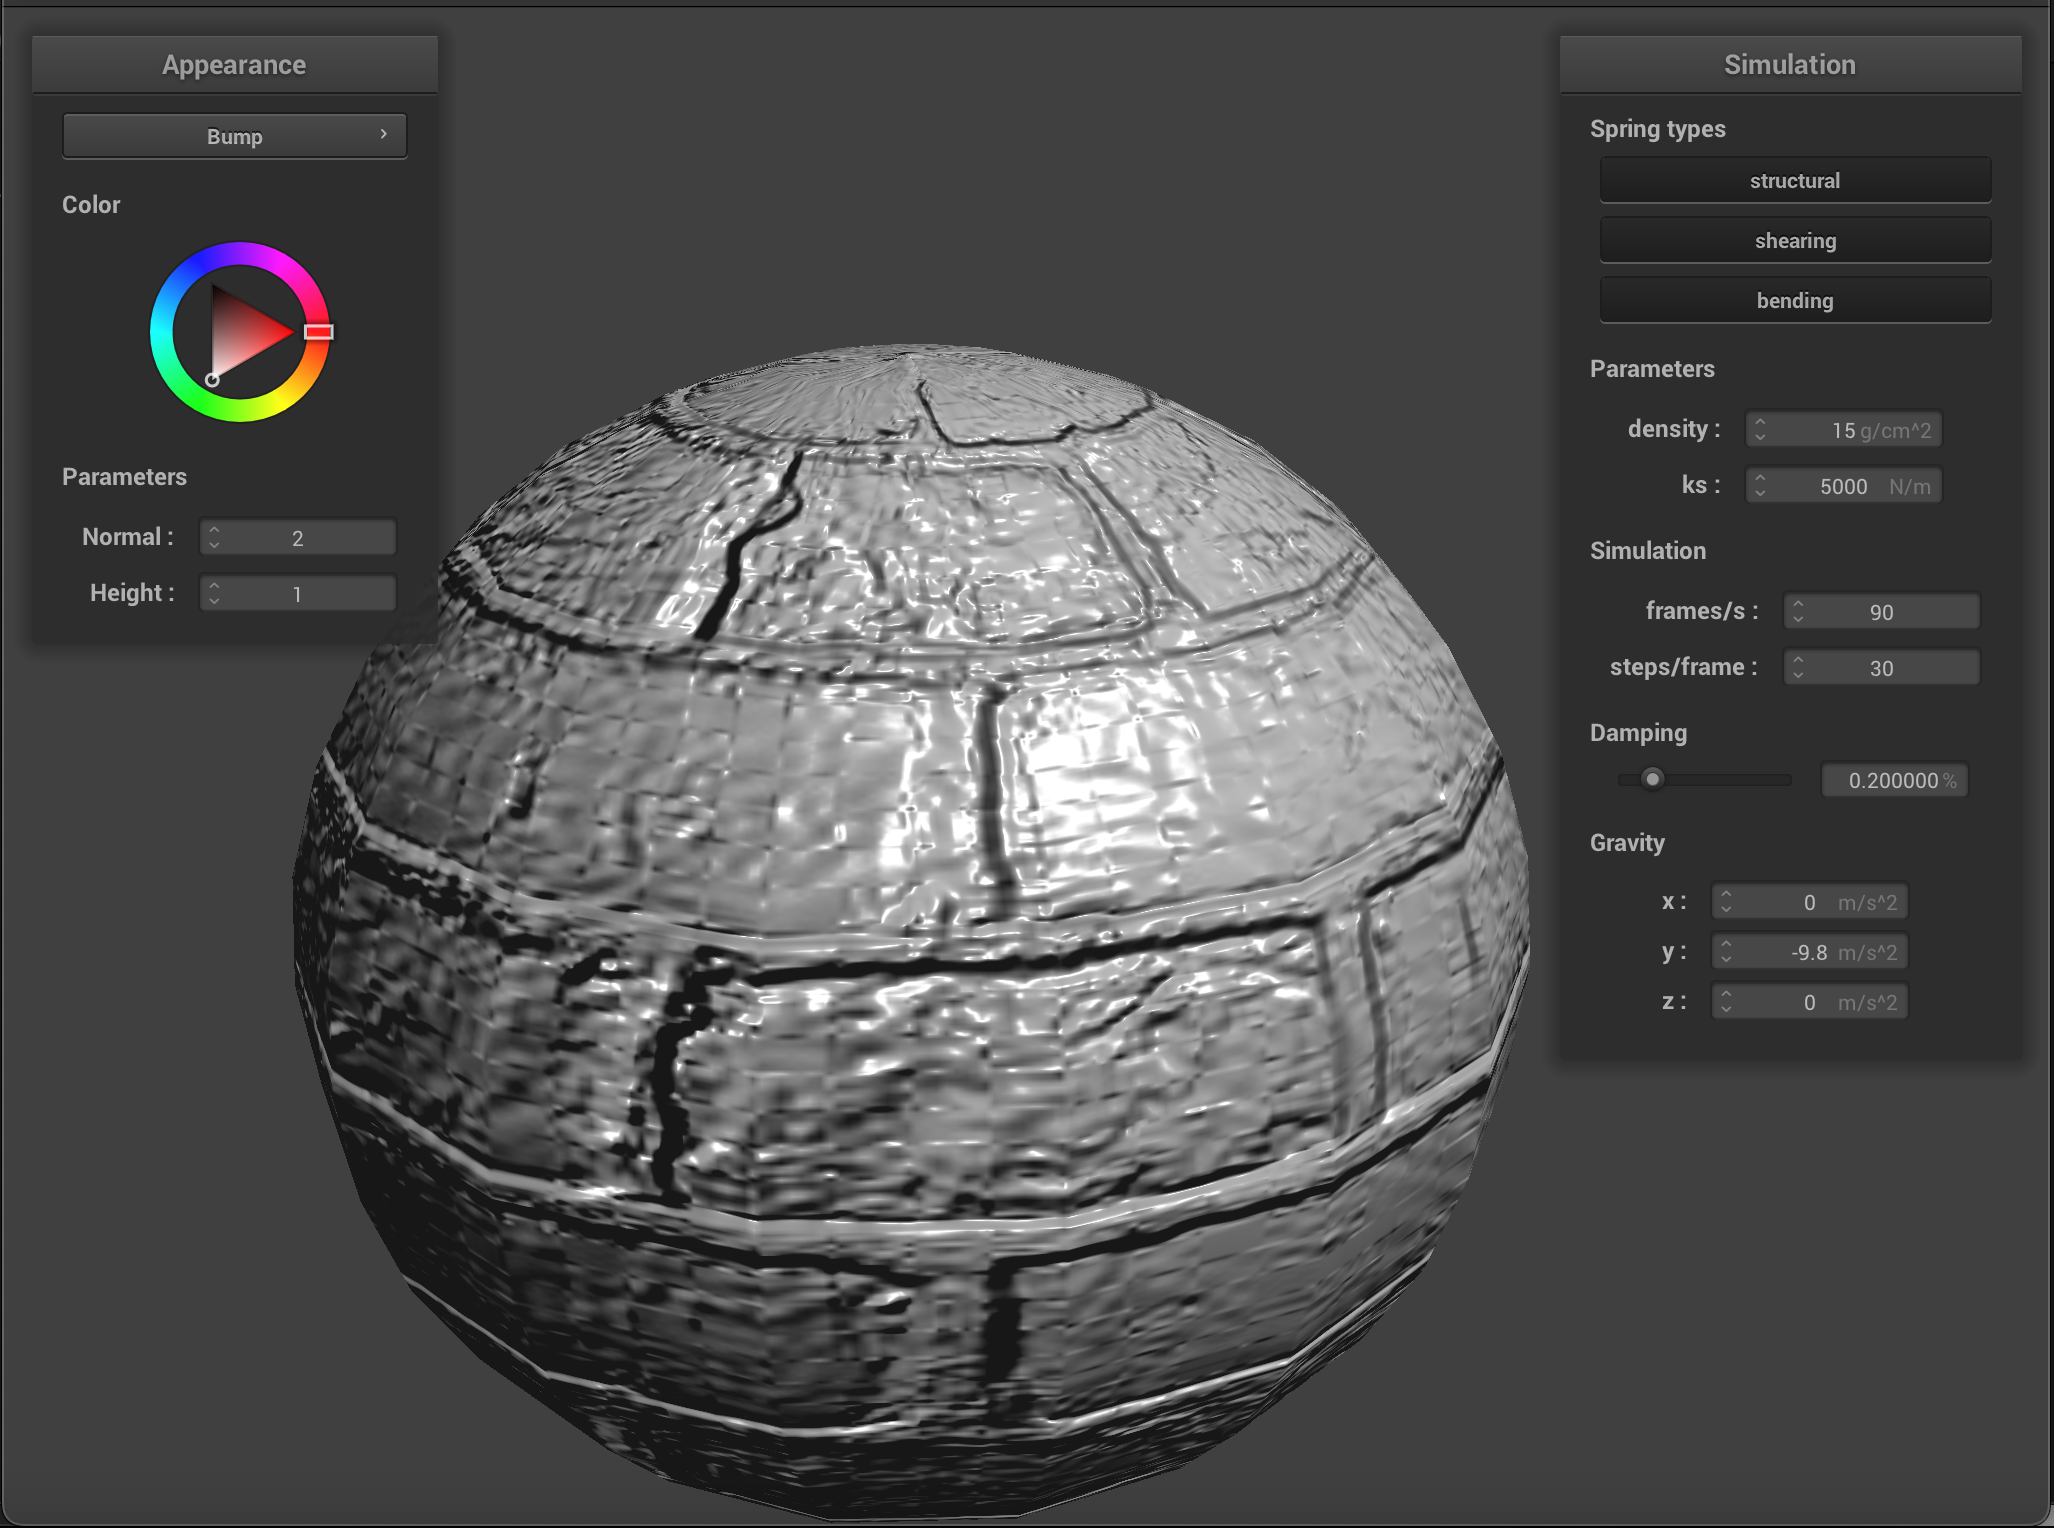 Appearance
Bump
Color
Parameters
Normal : 2
Height : 1
Simulation
Spring types
structural
shearing
bending
Parameters
density : 15 g/cm^2
ks : 5000 N/m
Simulation
frames/s : 90
steps/frame : 30
Damping
0.200000 %
Gravity
x : 0 m/s^2
y : -9.8 m/s^2
z : 0 m/s^2